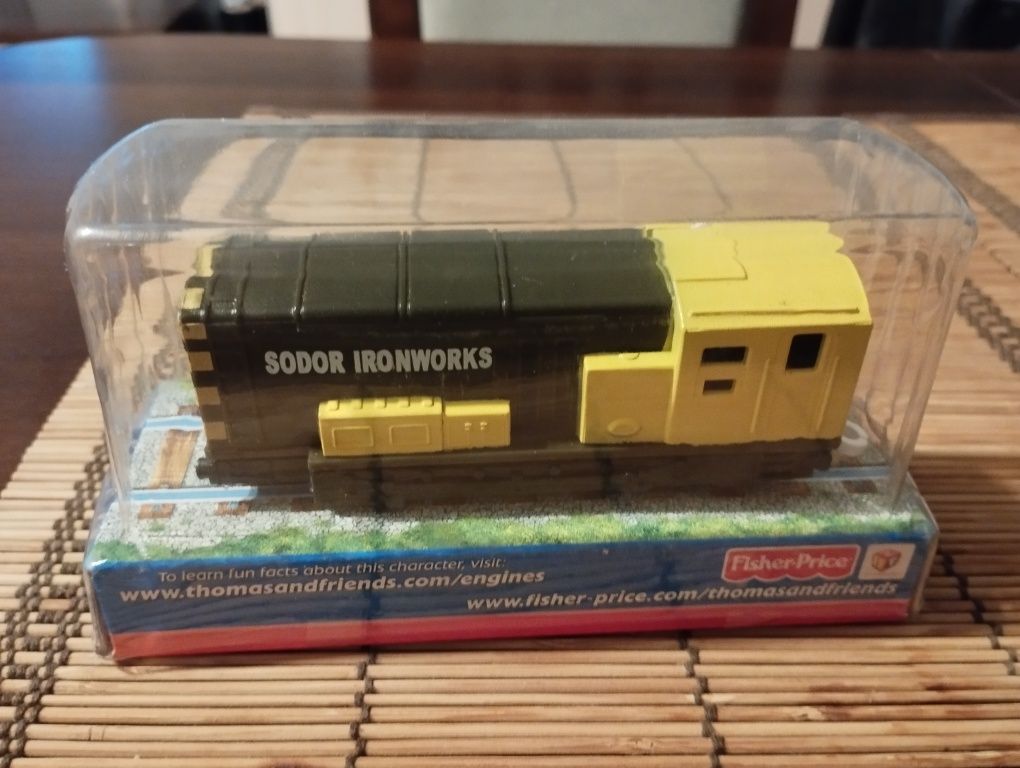 SODOR IRONWORKS
To learn fun facts about this character, visit:
www.thomasandfriends.com/engines
Fisher-Price
www.fisher-price.com/thomasandfriends